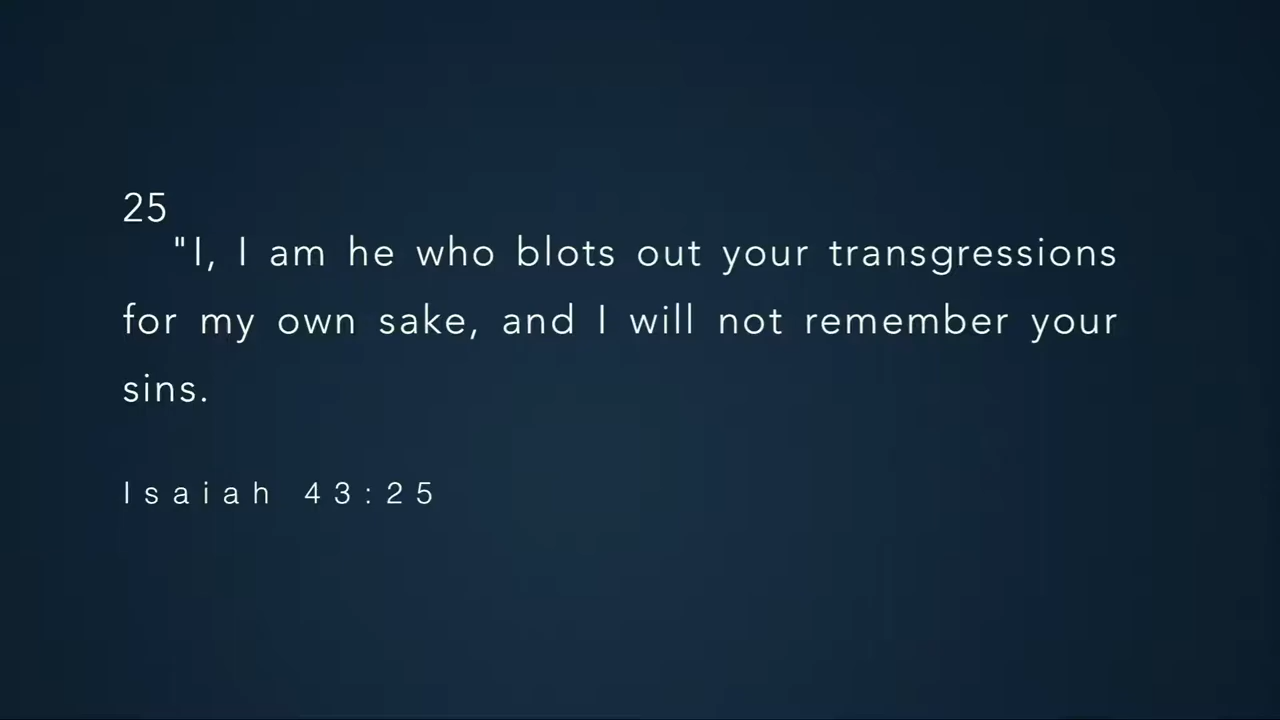 25
"I, I am he who blots out your transgressions
for my own sake, and I will not remember your
sins.
Isaiah 43:25